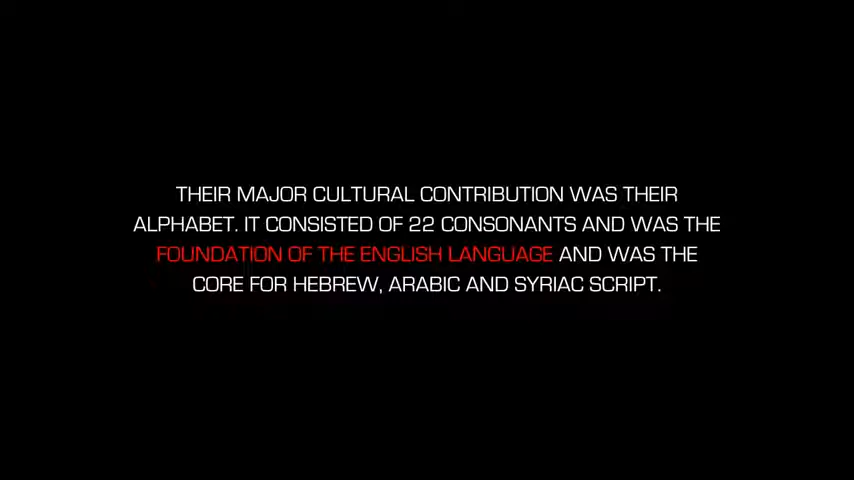 THEIR MAJOR CULTURAL CONTRIBUTION WAS THEIR
ALPHABET. IT CONSISTED OF 22 CONSONANTS AND WAS THE
FOUNDATION OF THE ENGLISH LANGUAGE AND WAS THE
CORE FOR HEBREW, ARABIC AND SYRIAC SCRIPT.